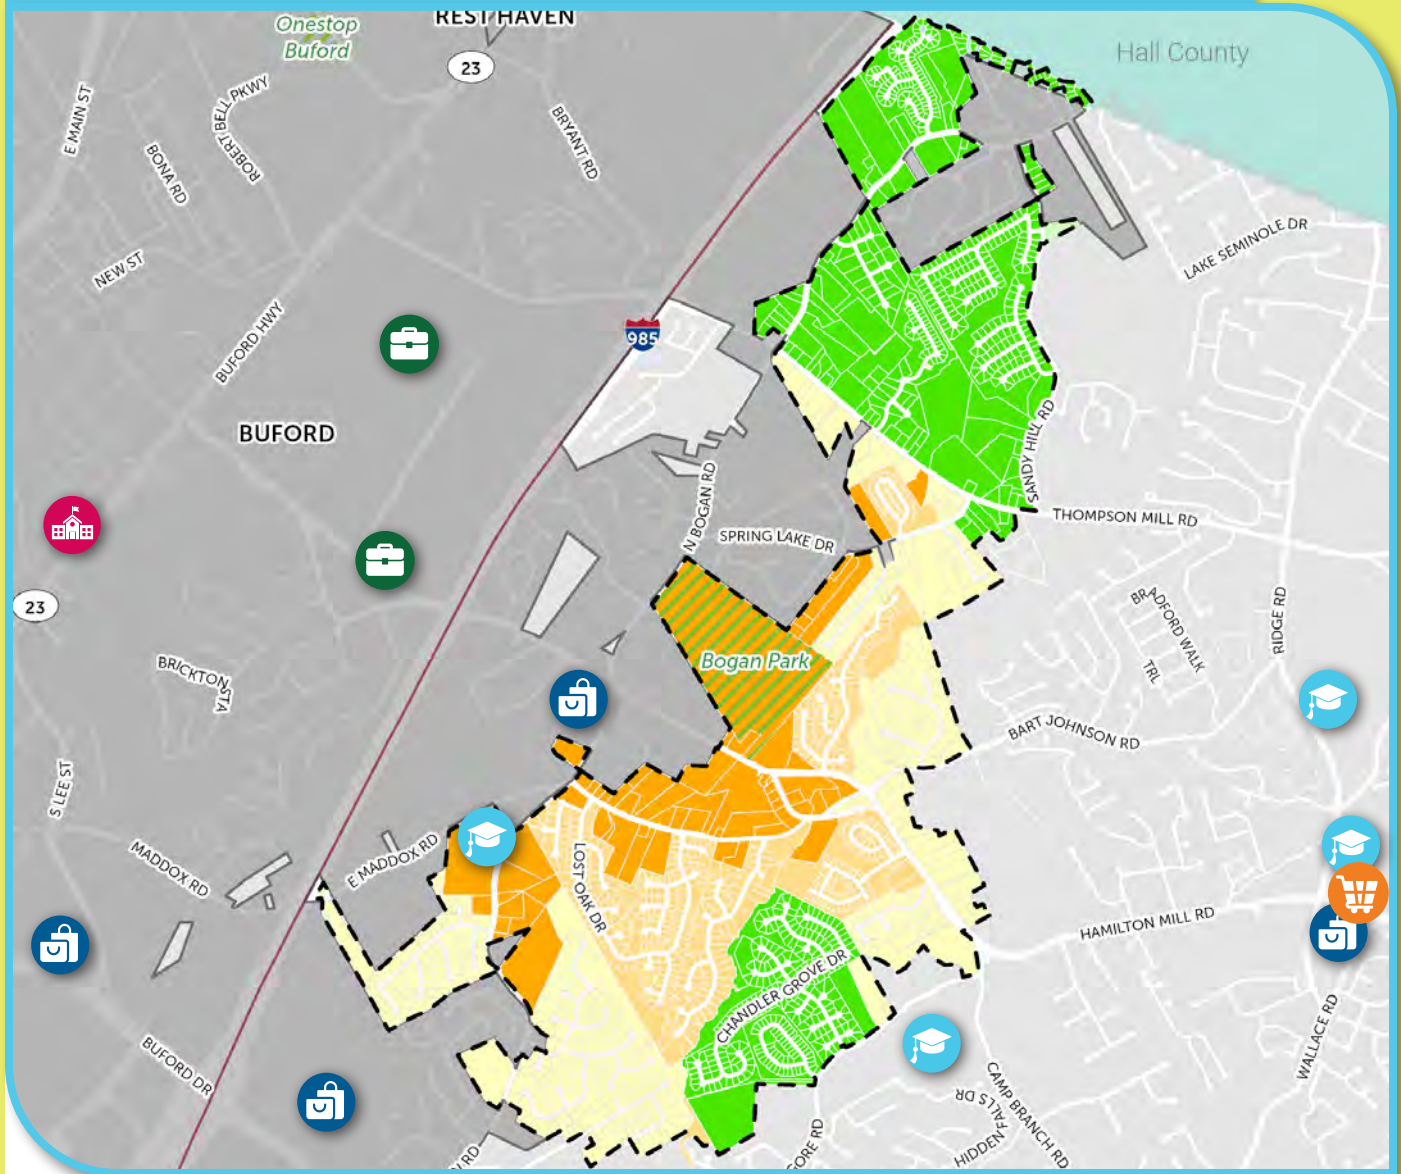 REST HAVEN
Onestop
Buford
Hall County
23
E MAIN ST
ROBERT BELL PKWY
BRYANT RD
BONA RD
LAKE SEMINOLE DR
NEW ST
BUFORD HWY
985
BUFORD
SANDY HILL RD
N BOGAN RD
THOMPSON MILL RD
SPRING LAKE DR
23
BRADFORD WALK
TRL
RIDGE RD
Bogan Park
BRICKTON
STA
BART JOHNSON RD
S LEE ST
E MADDOX RD
MADDOX RD
LOST OAK DR
HAMILTON MILL RD
CHANDLER GROVE DR
WALLACE RD
BUFORD DR
CAMP BRANCH RD
HIDDEN FALLS DR
GORE RD
RD